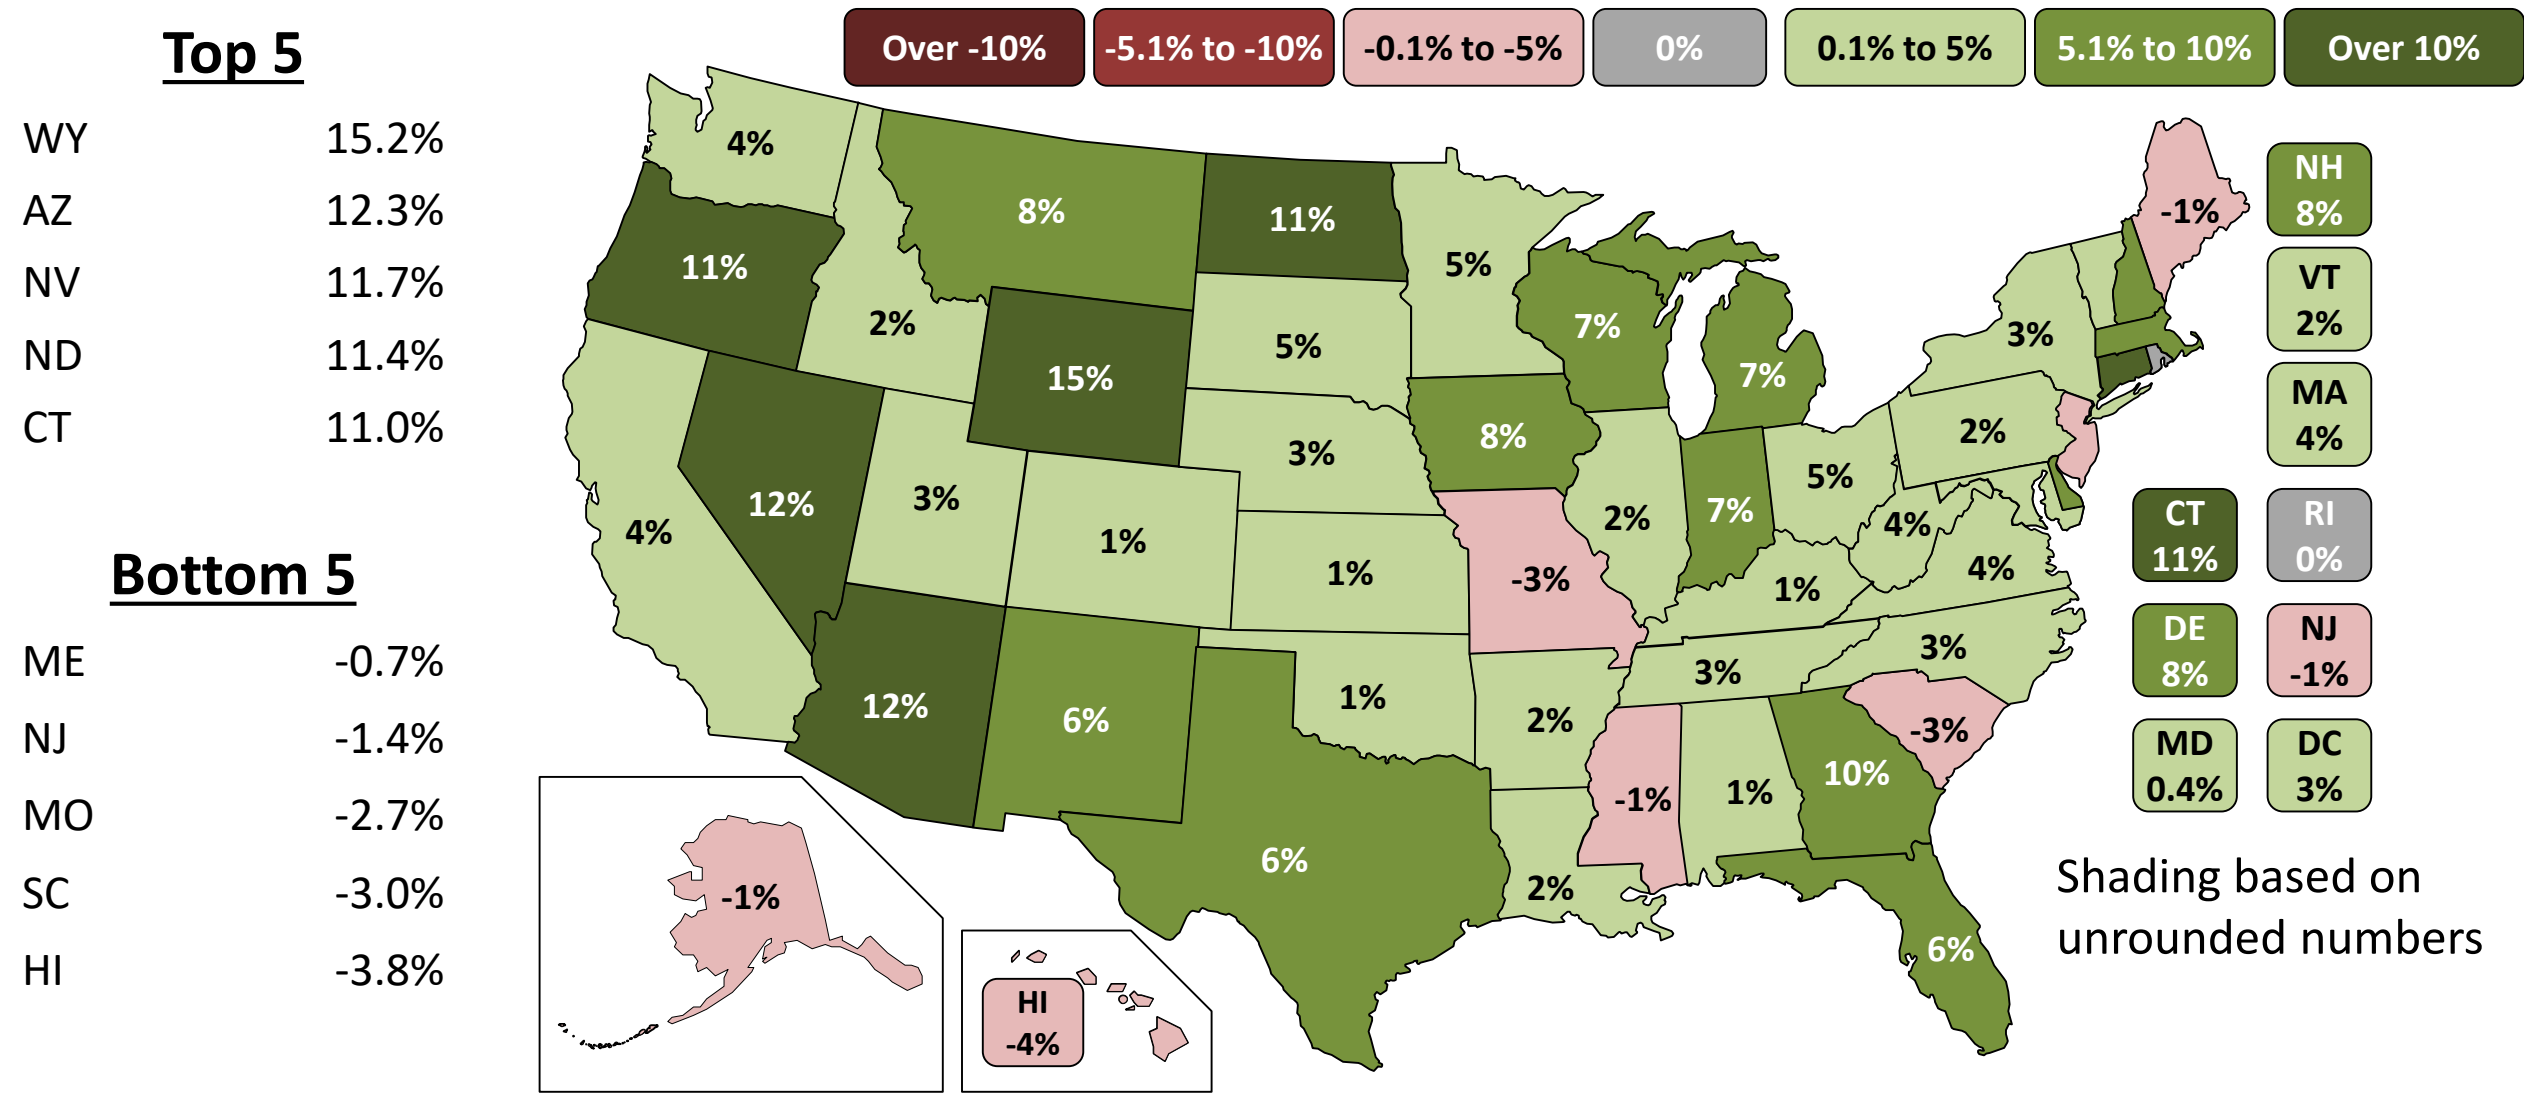 Top 5
WY 15.2%
AZ 12.3%
NV 11.7%
ND 11.4%
CT 11.0%
Bottom 5
ME -0.7%
NJ -1.4%
MO -2.7%
SC -3.0%
HI -3.8%
Over -10% -5.1% to -10% -0.1% to -5% 0% 0.1% to 5% 5.1% to 10% Over 10%
4%
8%
11%
11%
5%
-1%
2%
15%
5%
7%
7%
3%
4%
12%
3%
1%
3%
8%
2%
7%
5%
2%
1%
-3%
1%
4%
4%
12%
6%
1%
2%
3%
3%
-3%
6%
2%
-1%
1%
10%
6%
-1%
HI
-4%
NH
8%
VT
2%
MA
4%
CT
11%
RI
0%
DE
8%
NJ
-1%
MD
0.4%
DC
3%
Shading based on
unrounded numbers